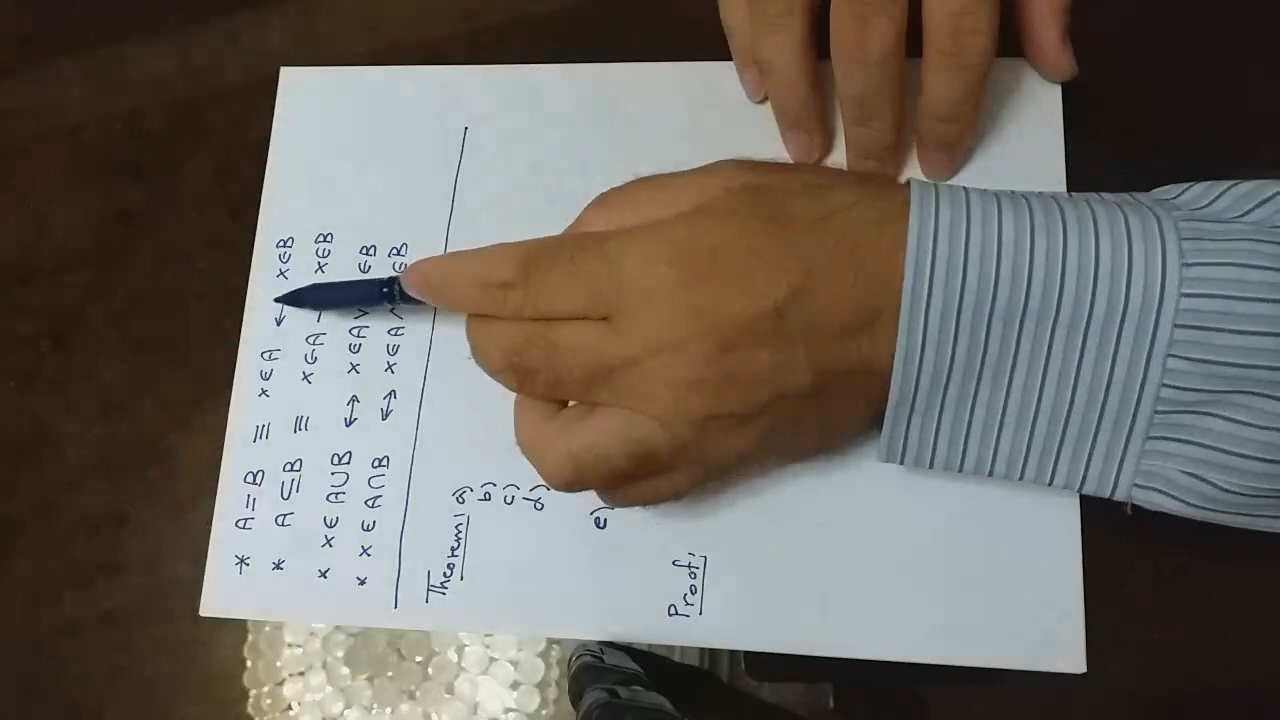 * A = B ≡ x∈A ← x∈B
* A ⊆ B ≡ x∈A x∈B
* x ∈ A∪B ↔ x∈A ∨ ∈B
* x ∈ A∩B ↔ x∈A ∧ ∈B
Theorem: a)
b)
c)
d)
e)
Proof: